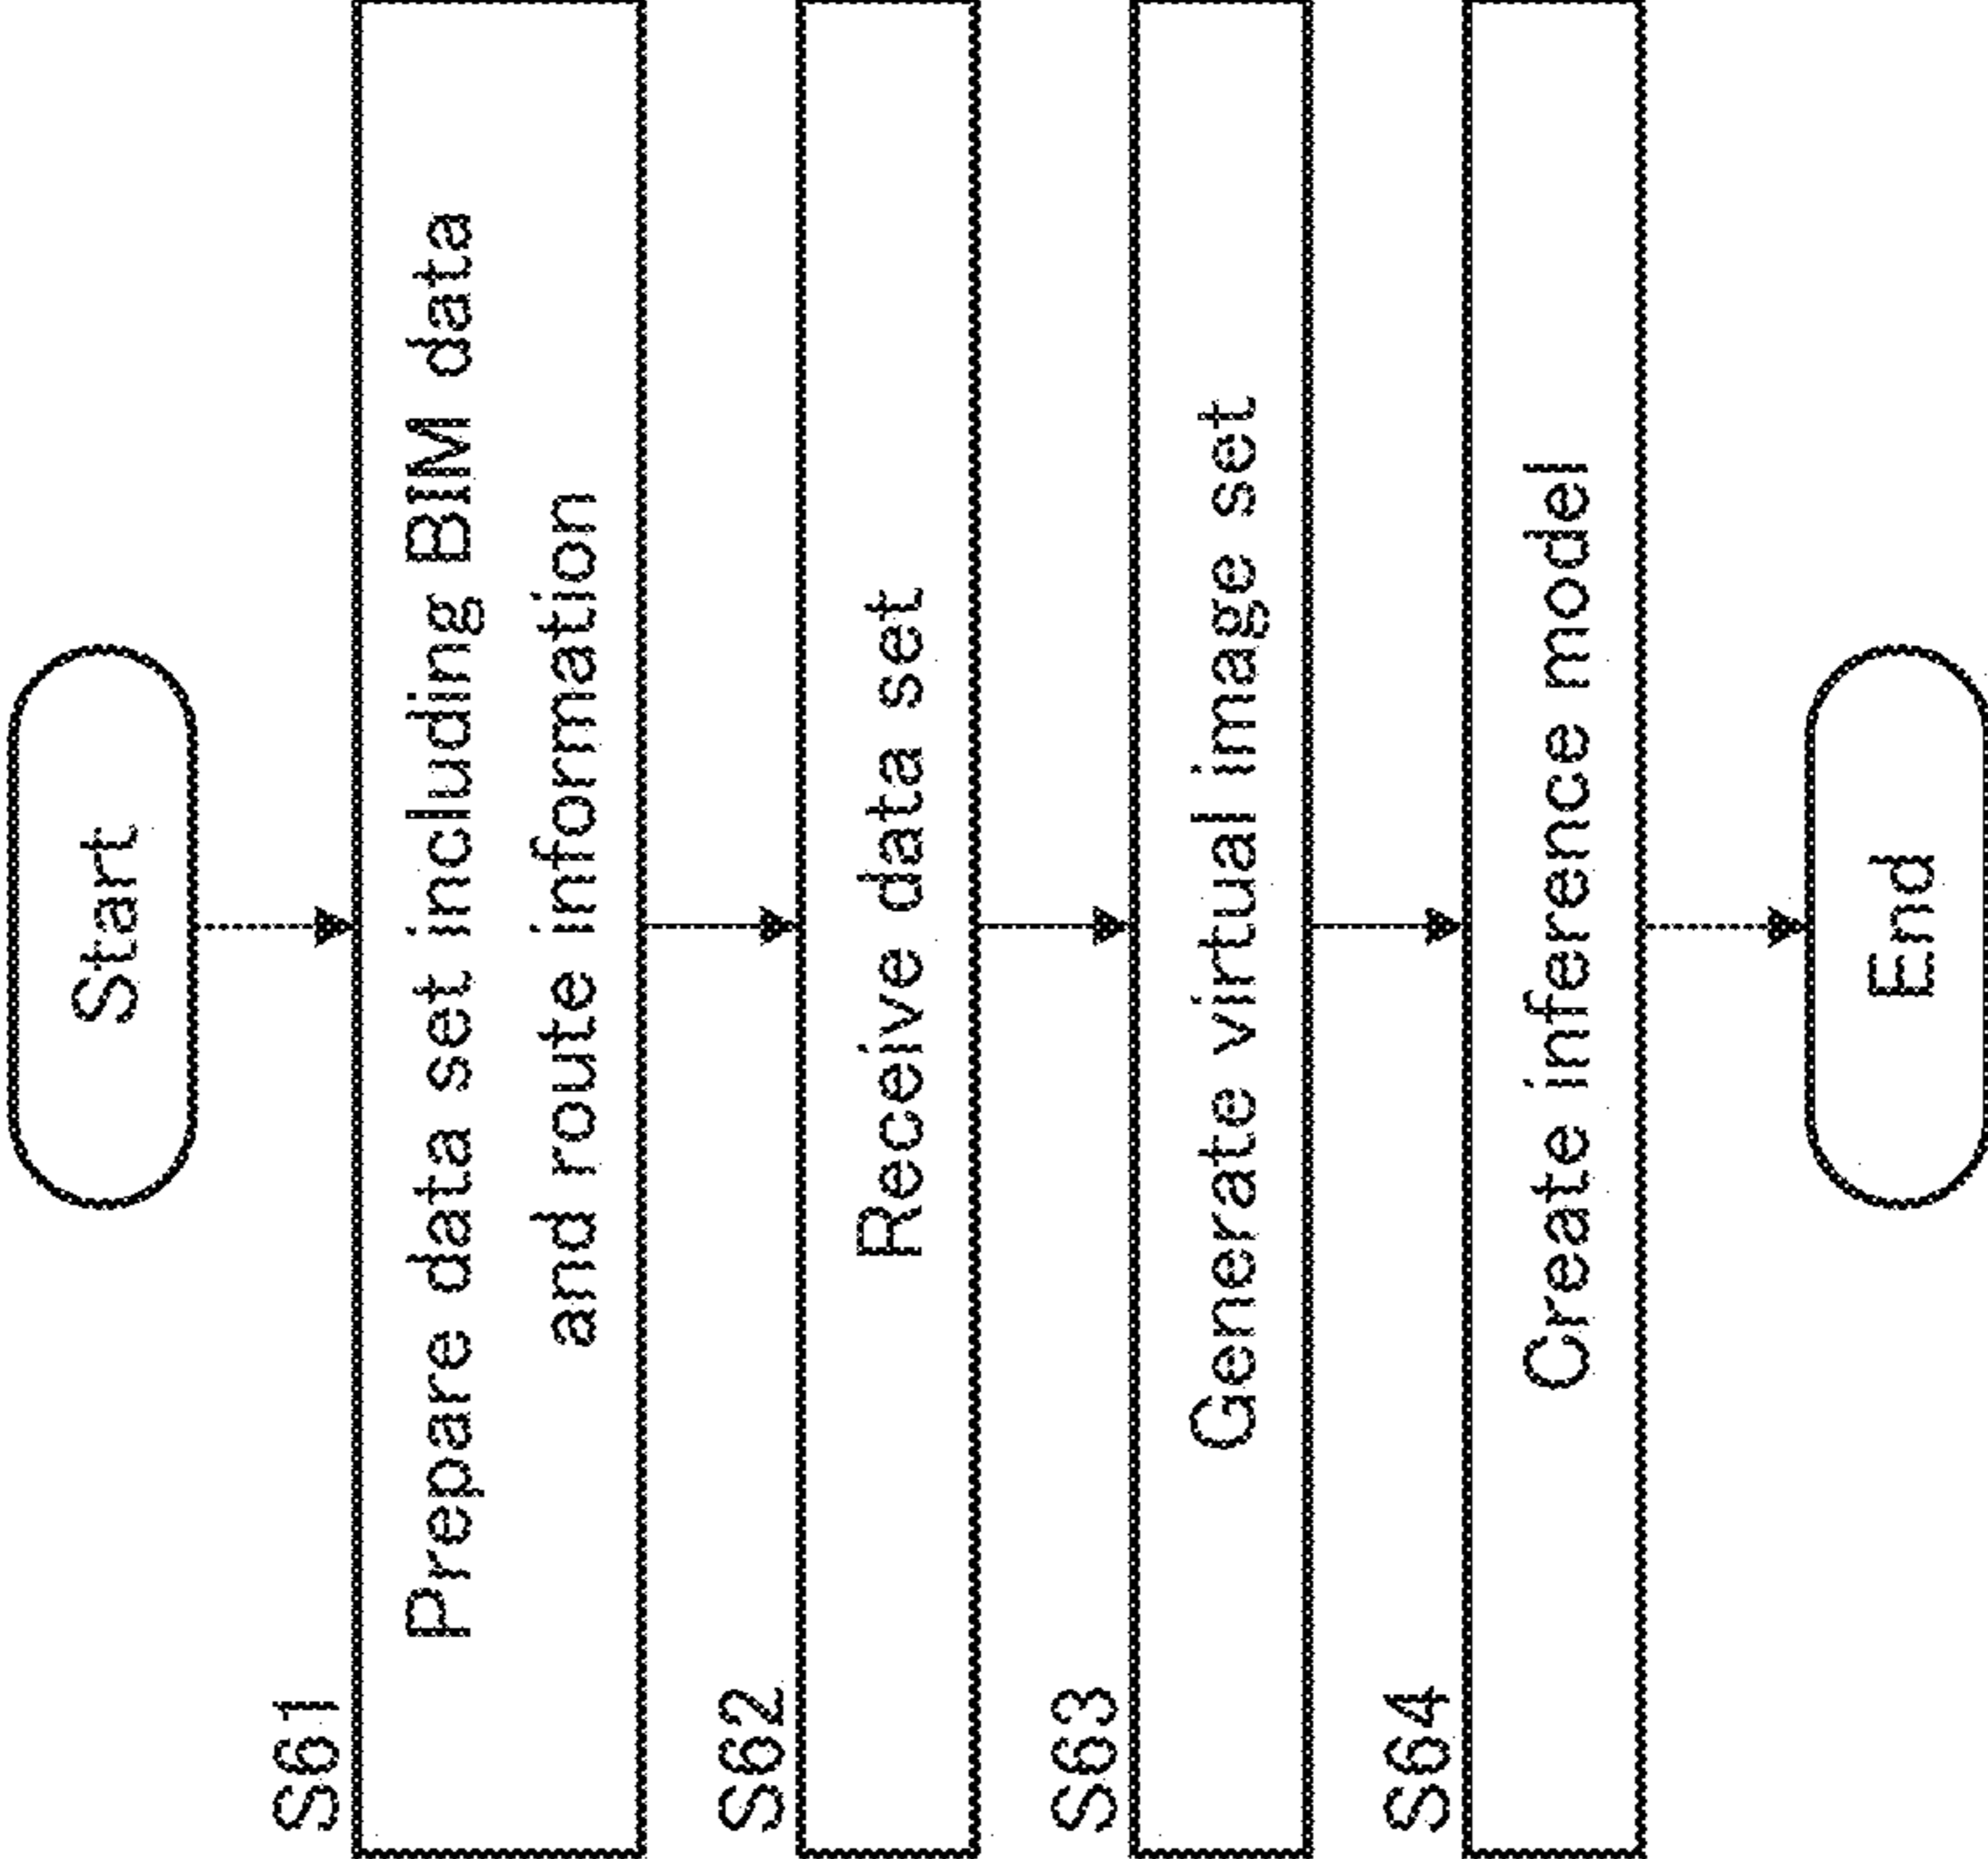 Start
S61
Prepare data set including BIM data
and route information
S62
Receive data set
S63
Generate virtual image set
S64
Create inference model
End